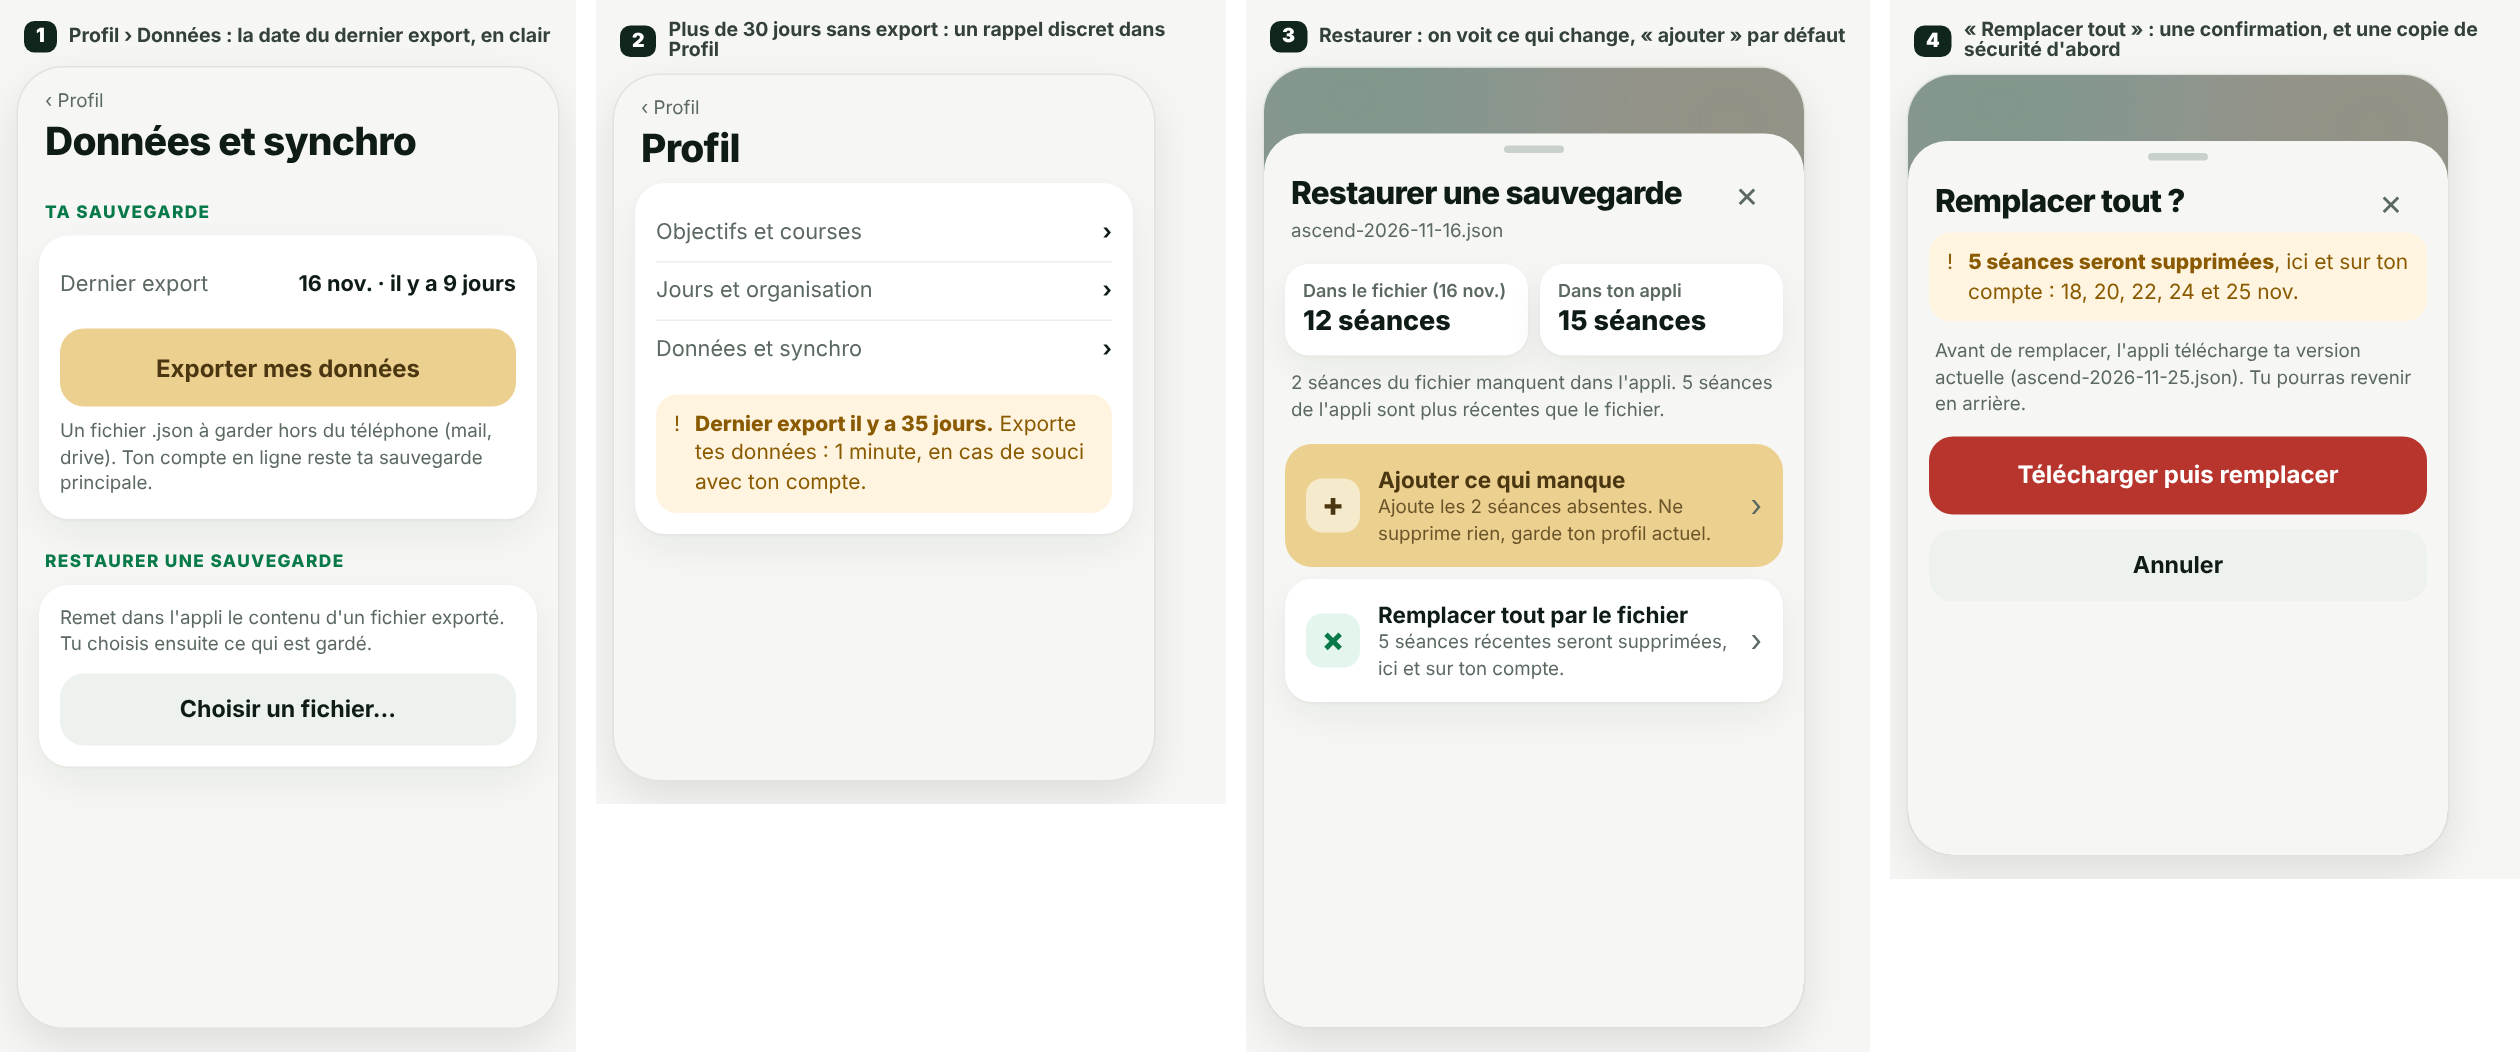 1 Profil › Données : la date du dernier export, en clair
‹ Profil
Données et synchro
TA SAUVEGARDE
Dernier export 16 nov. · il y a 9 jours
Exporter mes données
Un fichier .json à garder hors du téléphone (mail,
drive). Ton compte en ligne reste ta sauvegarde
principale.
RESTAURER UNE SAUVEGARDE
Remet dans l'appli le contenu d'un fichier exporté.
Tu choisis ensuite ce qui est gardé.
Choisir un fichier...
2 Plus de 30 jours sans export : un rappel discret dans
Profil
‹ Profil
Profil
Objectifs et courses ›
Jours et organisation ›
Données et synchro ›
! Dernier export il y a 35 jours. Exporte
tes données : 1 minute, en cas de souci
avec ton compte.
3 Restaurer : on voit ce qui change, « ajouter » par défaut
Restaurer une sauvegarde ×
ascend-2026-11-16.json
Dans le fichier (16 nov.)
12 séances
Dans ton appli
15 séances
2 séances du fichier manquent dans l'appli. 5 séances
de l'appli sont plus récentes que le fichier.
+ Ajouter ce qui manque
Ajoute les 2 séances absentes. Ne
supprime rien, garde ton profil actuel. ›
× Remplacer tout par le fichier
5 séances récentes seront supprimées,
ici et sur ton compte. ›
4 « Remplacer tout » : une confirmation, et une copie de
sécurité d'abord
Remplacer tout ? ×
! 5 séances seront supprimées, ici et sur ton
compte : 18, 20, 22, 24 et 25 nov.
Avant de remplacer, l'appli télécharge ta version
actuelle (ascend-2026-11-25.json). Tu pourras revenir
en arrière.
Télécharger puis remplacer
Annuler